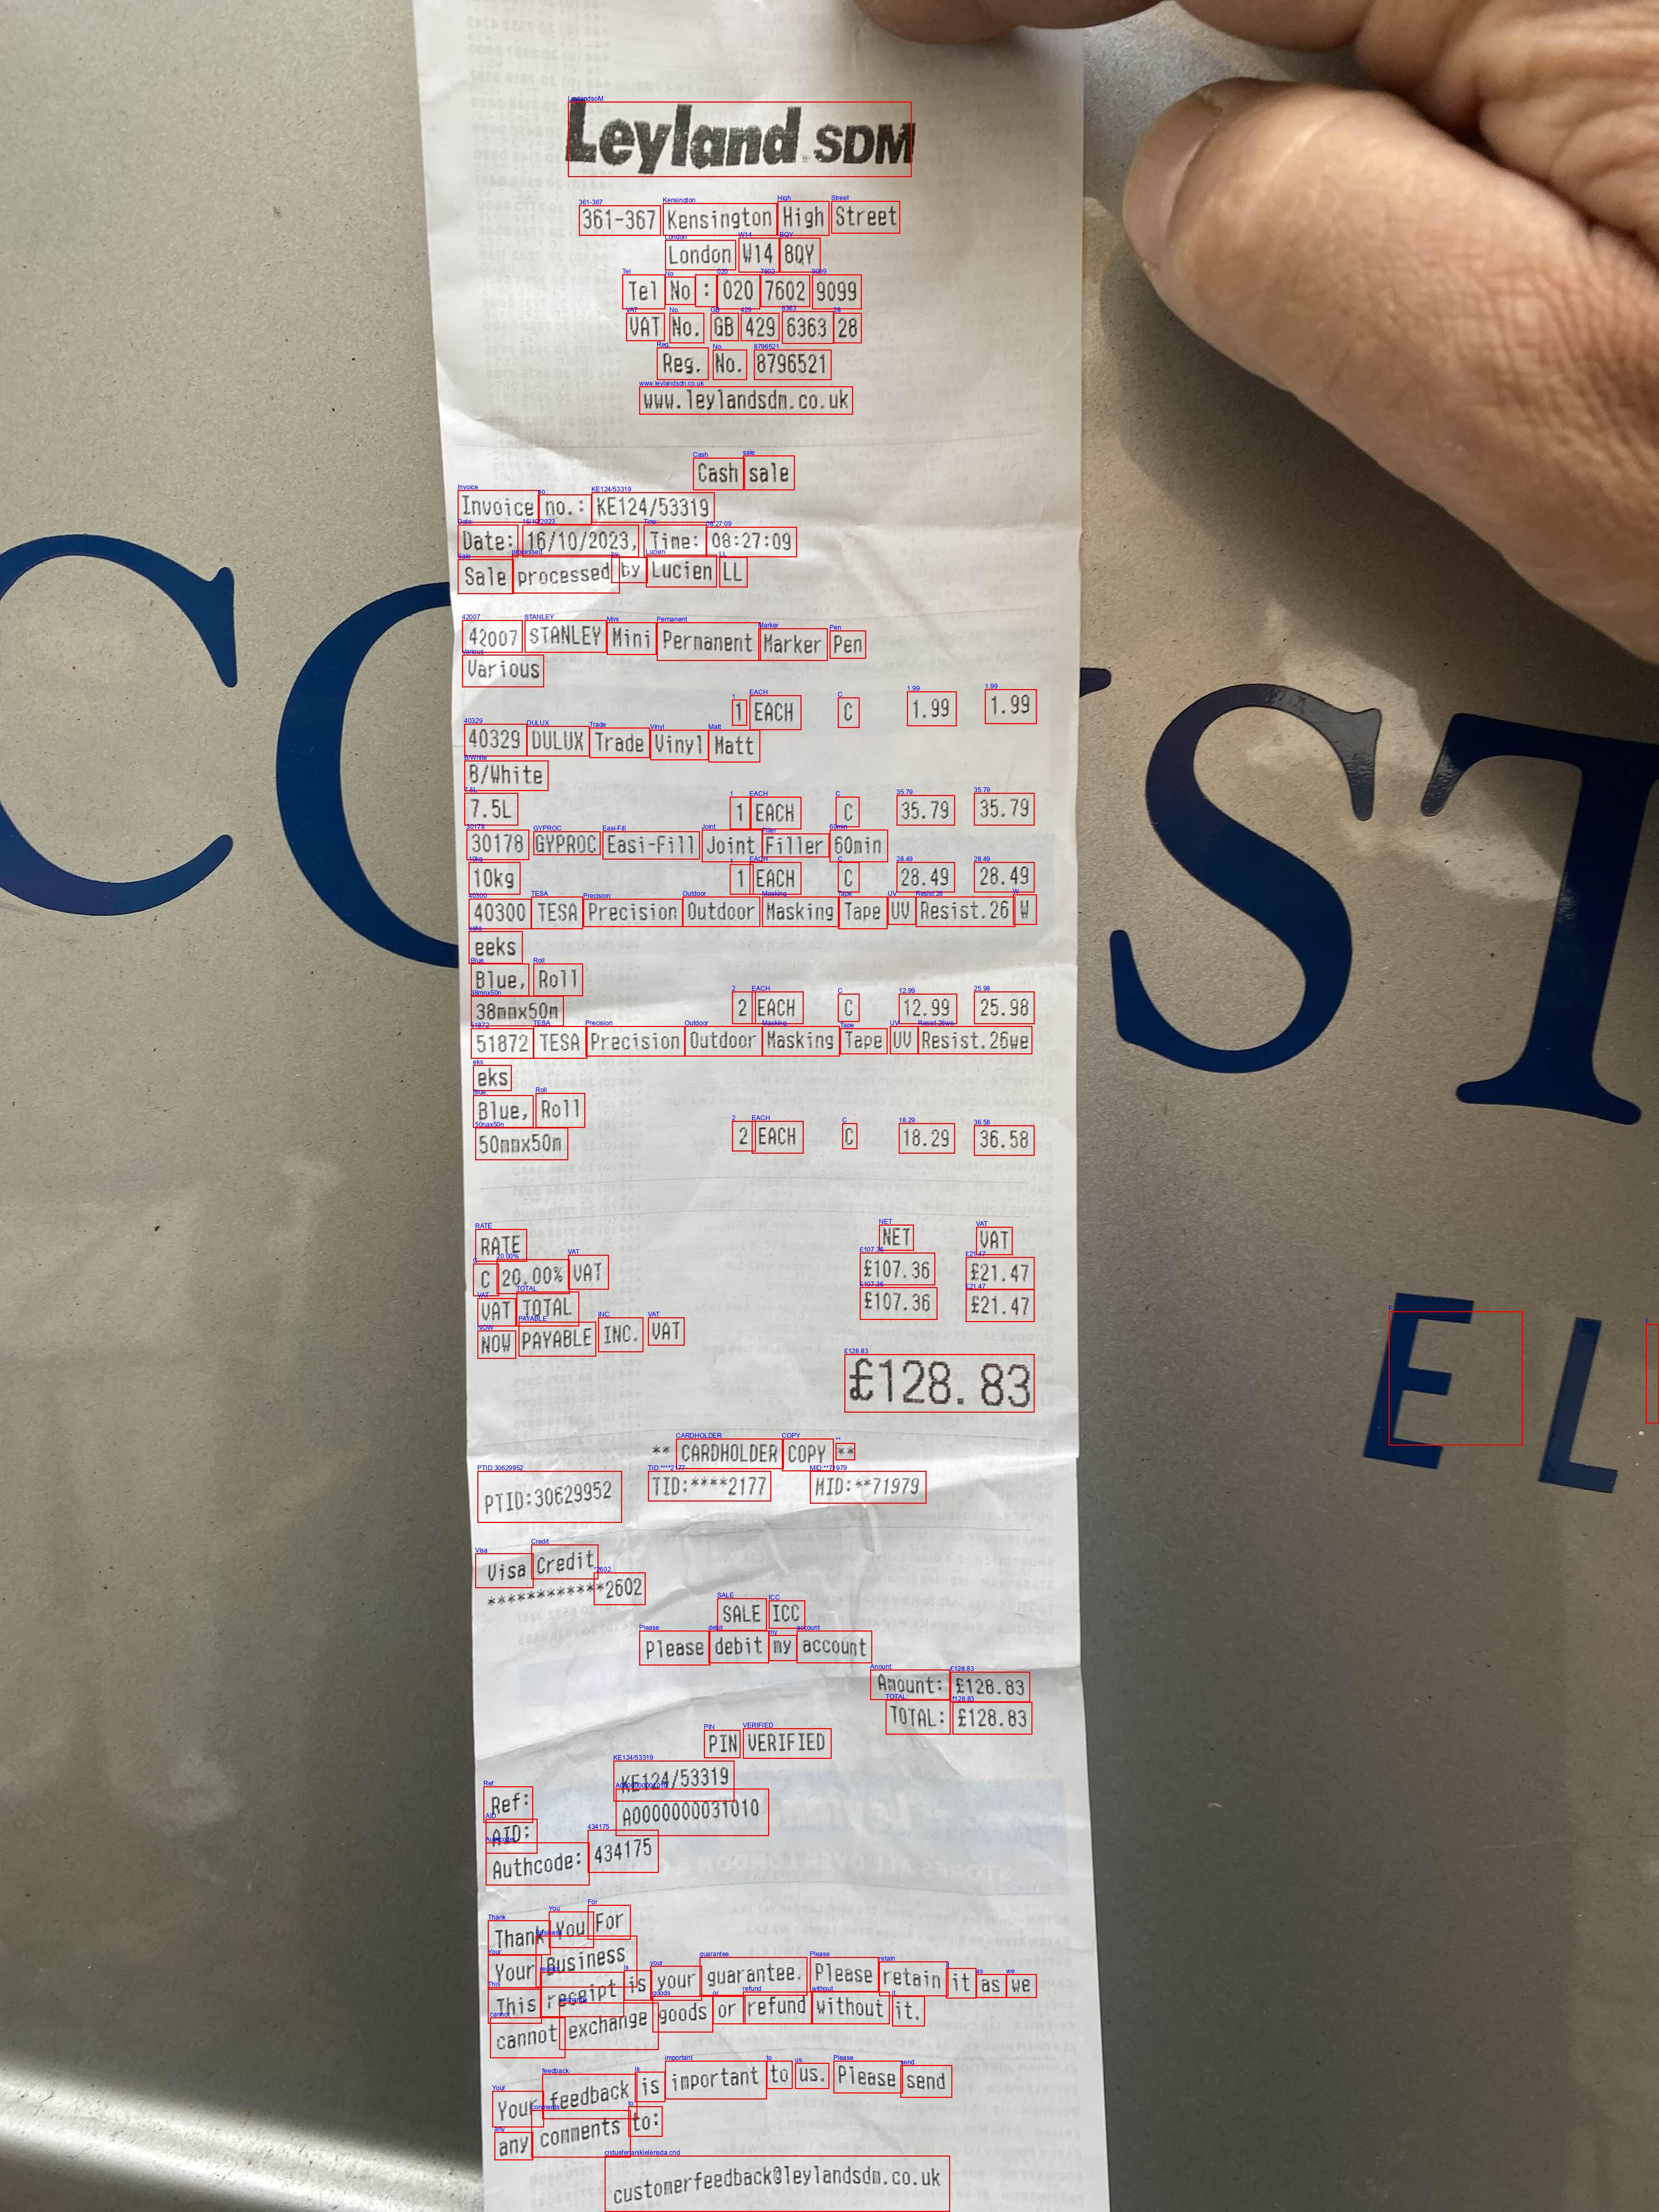 Leyland SDM
361-367 Kensington High Street
London W14 8QY
Tel No : 020 7602 9099
VAT No. GB 429 6363 28
Reg. No. 8796521
www.leylandsdm.co.uk
Cash sale
Invoice no.: KE124/53319
Date: 16/10/2023, Time: 08:27:09
Sale processed by Lucien LL
42007 STANLEY Mini Permanent Marker Pen
Various
1 EACH C 1.99 1.99
40329 DULUX Trade Vinyl Matt
B/White
7.5L 1 EACH C 35.79 35.79
30178 GYPROC Easi-Fill Joint Filler 60min
10kg 1 EACH C 28.49 28.49
40300 TESA Precision Outdoor Masking Tape UV Resist.26 W
eeks
Blue, Roll
38mmx50m 2 EACH C 12.99 25.98
51872 TESA Precision Outdoor Masking Tape UV Resist.26we
eks
Blue, Roll
50mmx50m 2 EACH C 18.29 36.58
RATE NET VAT
C 20.00% VAT £107.36 £21.47
VAT TOTAL £107.36 £21.47
NOW PAYABLE INC. VAT
£128.83
** CARDHOLDER COPY **
PTID:30629952 TID:****2177 MID:**71979
Visa Credit
************2602
SALE ICC
Please debit my account
Amount: £128.83
TOTAL: £128.83
PIN VERIFIED
Ref: KE124/53319
AID: A0000000031010
Authcode: 434175
Thank You For
Your Business
This receipt is your guarantee. Please retain it as we
cannot exchange goods or refund without it.
Your feedback is important to us. Please send
any comments to:
customerfeedback@leylandsdm.co.uk
CO
ST
EL